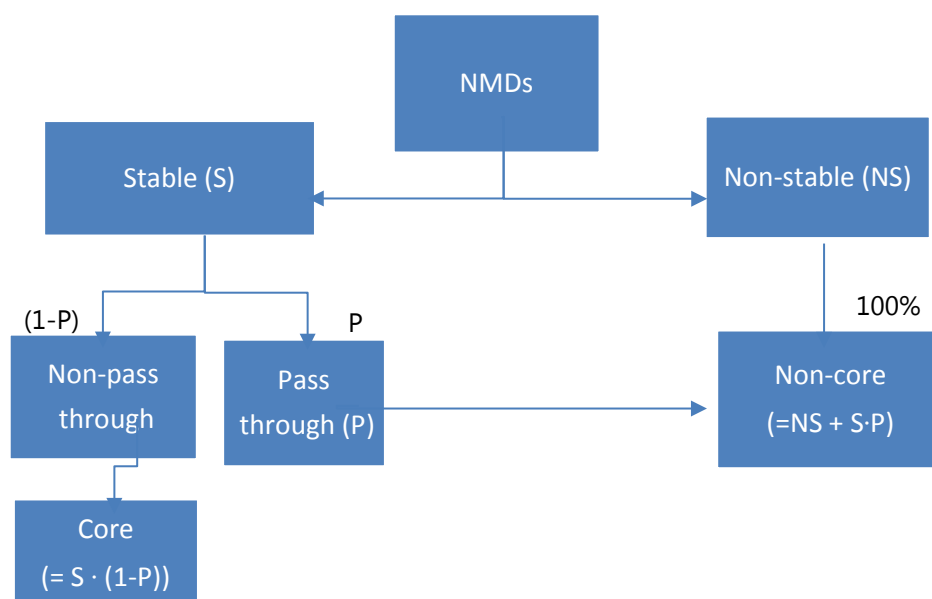 NMDs
Stable (S)
Non-stable (NS)
(1-P)
P
100%
Non-pass
through
Pass
through (P)
Non-core
(=NS + S·P)
Core
(= S · (1-P))